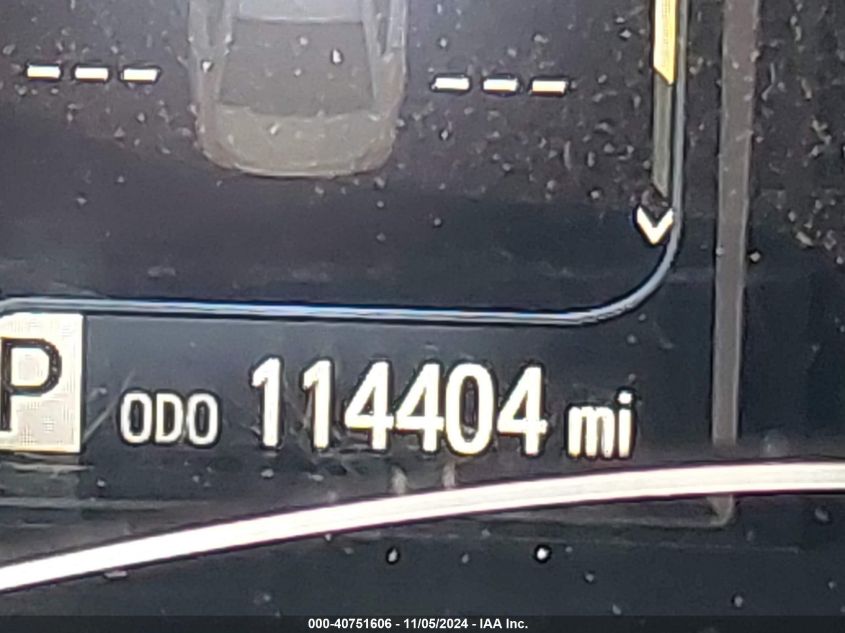 --- ---
P ODO 114404 mi
000-40751606 - 11/05/2024 - IAA Inc.